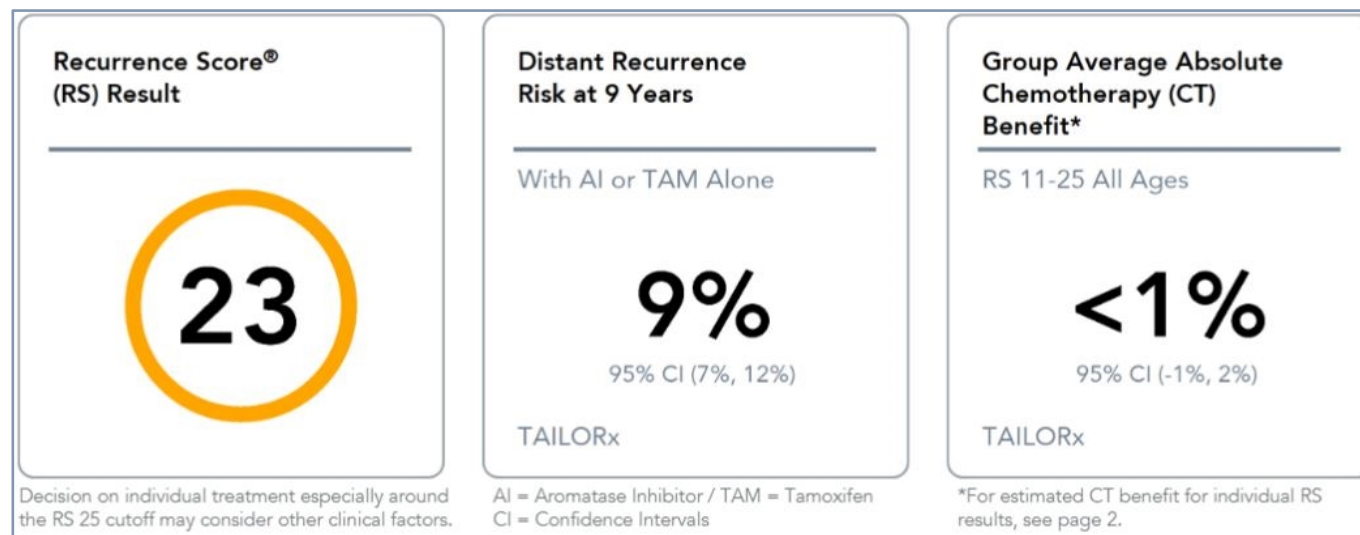 Recurrence Score®
(RS) Result
23
Decision on individual treatment especially around
the RS 25 cutoff may consider other clinical factors.
Distant Recurrence
Risk at 9 Years
With AI or TAM Alone
9%
95% CI (7%, 12%)
TAILORx
AI = Aromatase Inhibitor / TAM = Tamoxifen
CI = Confidence Intervals
Group Average Absolute
Chemotherapy (CT)
Benefit*
RS 11-25 All Ages
<1%
95% CI (-1%, 2%)
TAILORx
*For estimated CT benefit for individual RS
results, see page 2.